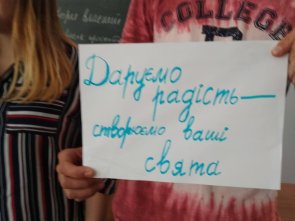 COLLEGE
Даруємо
радість—
створюємо ваші
свята